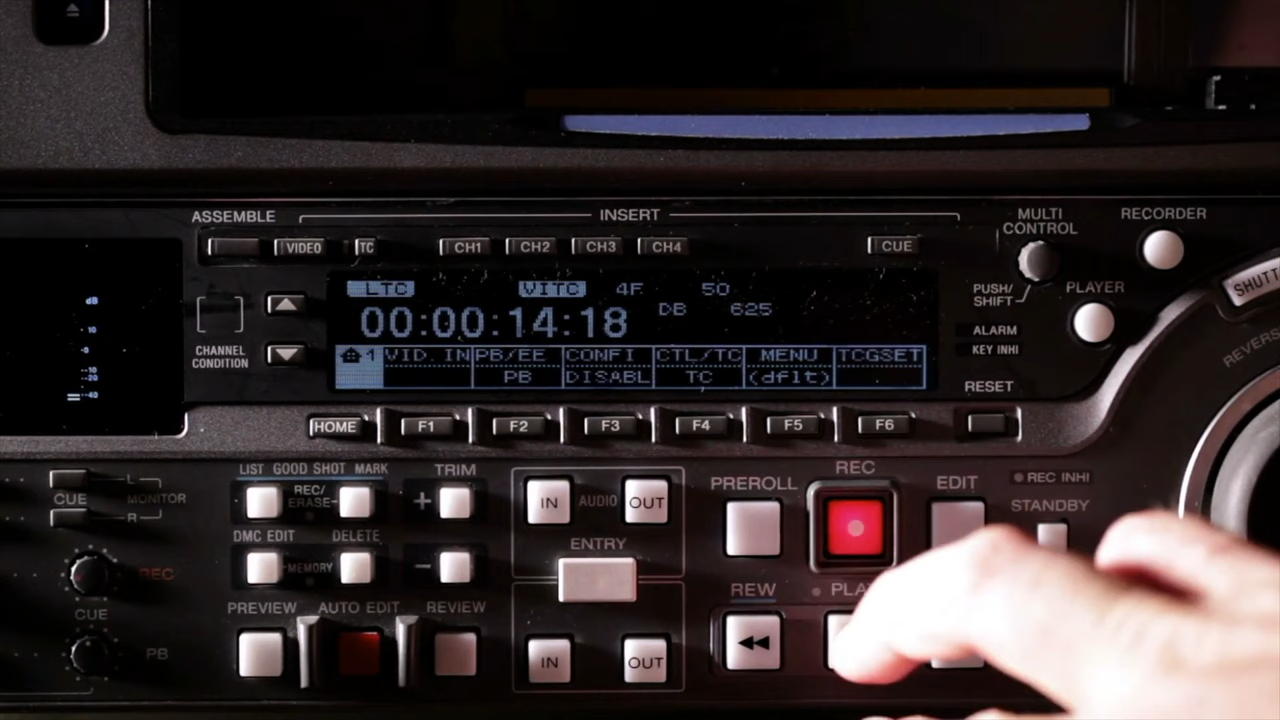 ASSEMBLE
INSERT
VIDEO
TC
CH1
CH2
CH3
CH4
CUE
MULTI
CONTROL
RECORDER
PUSH/
SHIFT
PLAYER
SHUTT
REVERS
ALARM
KEY INHI
RESET
CHANNEL
CONDITION
dB
LTC
VITC
4F
50
00:00:14:18
DB
625
1
VID. IN
PB/EE
CONFI
CTL/TC
MENU
TCGSET
PB
DISABL
TC
(dflt)
HOME
F1
F2
F3
F4
F5
F6
LIST
GOOD SHOT
MARK
TRIM
REC/
ERASE
+
CUE
L
MONITOR
R
DMC EDIT
DELETE
MEMORY
−
REC
CUE
PB
PREVIEW
AUTO EDIT
REVIEW
IN
AUDIO
OUT
ENTRY
IN
OUT
PREROLL
REC
EDIT
REC INHI
STANDBY
REW
PLA